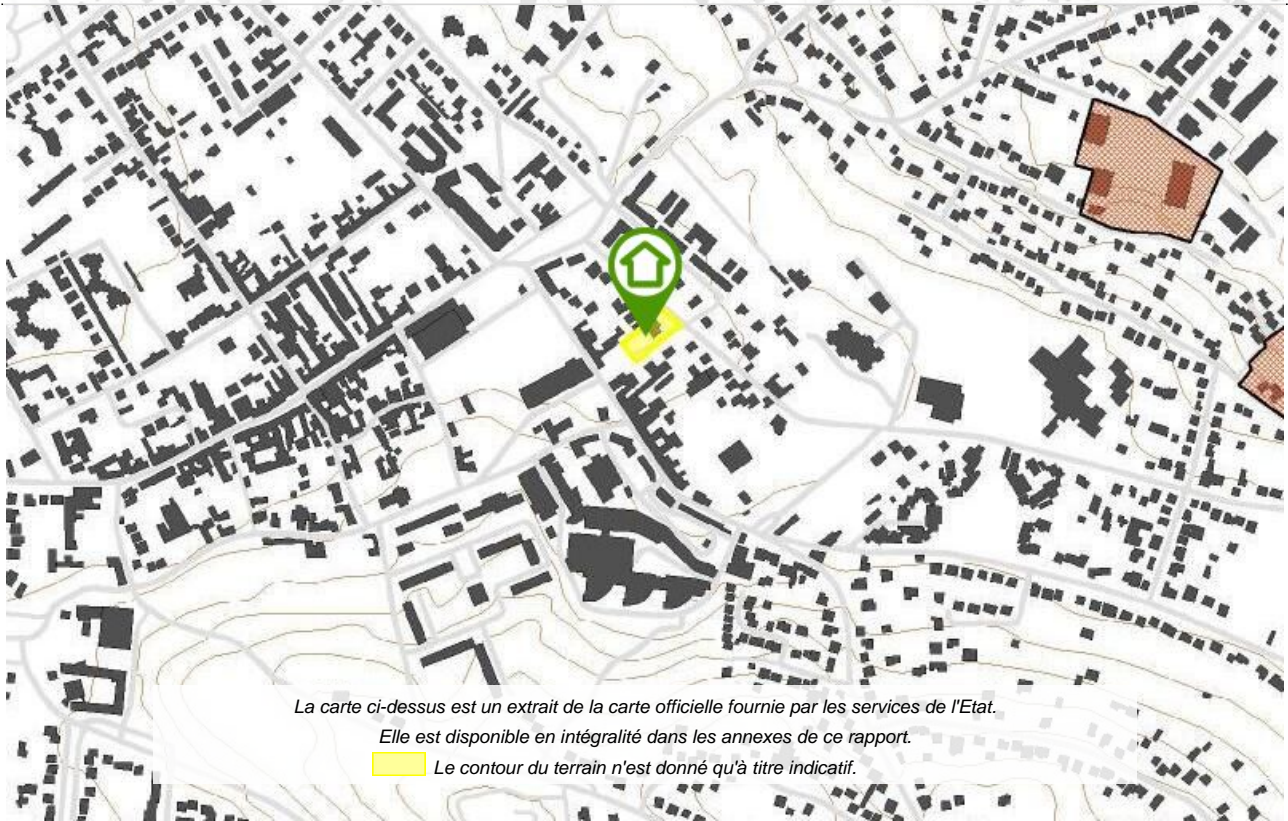 La carte ci-dessus est un extrait de la carte officielle fournie par les services de l'Etat.
Elle est disponible en intégralité dans les annexes de ce rapport.
Le contour du terrain n'est donné qu'à titre indicatif.